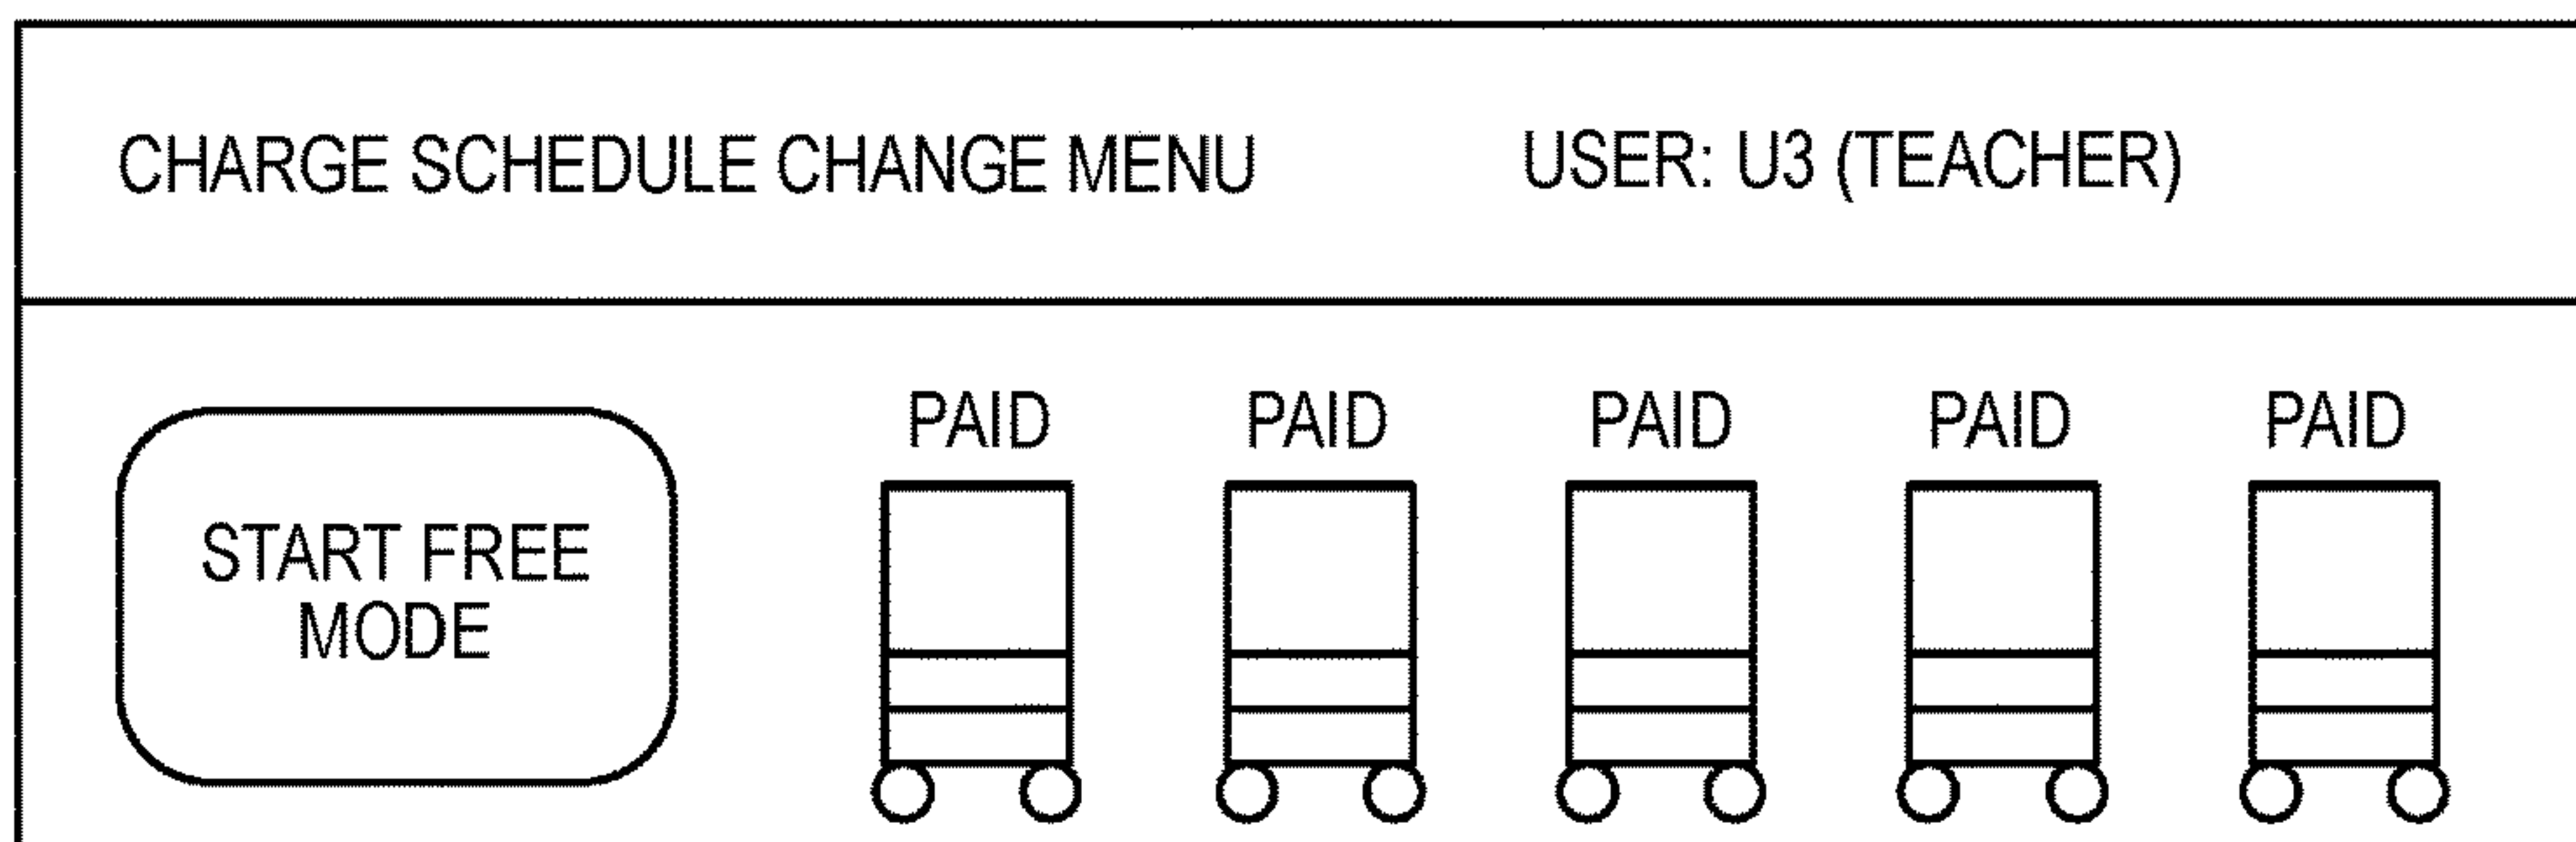 CHARGE SCHEDULE CHANGE MENU USER: U3 (TEACHER)
PAID PAID PAID PAID PAID
START FREE
MODE